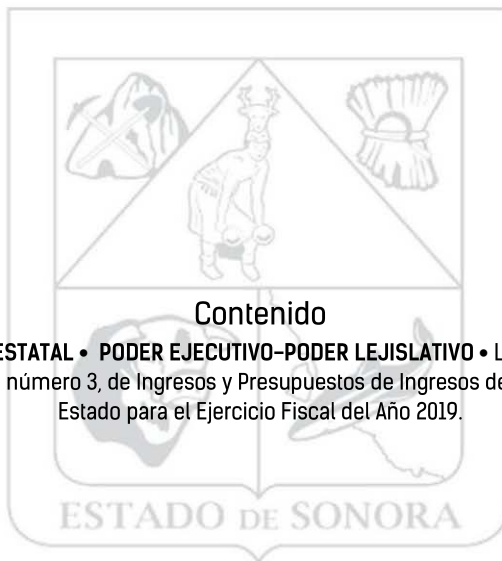 Contenido
ESTATAL • PODER EJECUTIVO-PODER LEJISLATIVO •
número 3, de Ingresos y Presupuestos de Ingresos
Estado para el Ejercicio Fiscal del Año 2019.
ESTADO DE SONORA